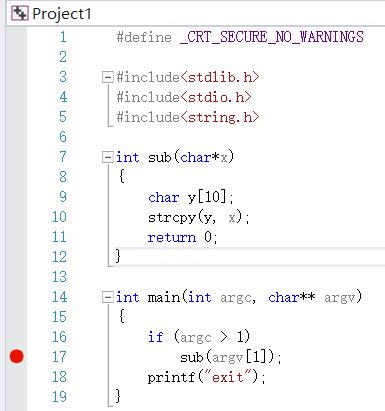 Project1
1 #define _CRT_SECURE_NO_WARNINGS
2
3 #include<stdlib.h>
4 #include<stdio.h>
5 #include<string.h>
6
7 int sub(char*x)
8 {
9 char y[10];
10 strcpy(y, x);
11 return 0;
12 }
13
14 int main(int argc, char** argv)
15 {
16 if (argc > 1)
17 sub(argv[1]);
18 printf("exit");
19 }